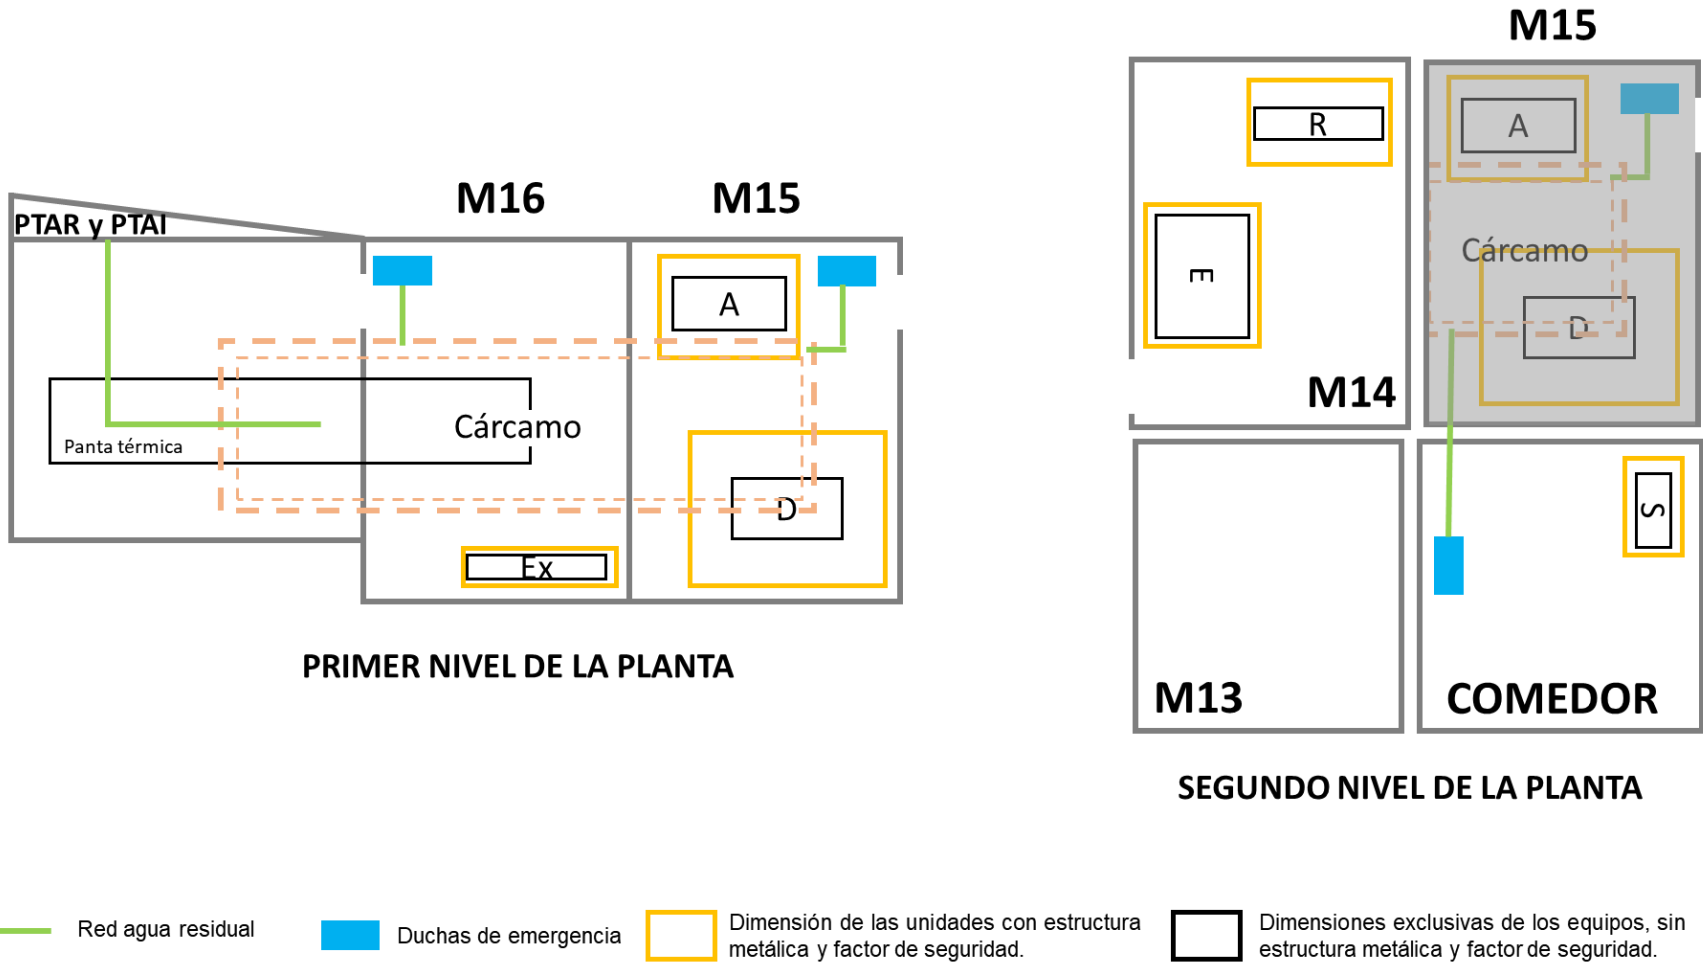 M15
R
A
E
Cárcamo
D
M14
S
M13
COMEDOR
SEGUNDO NIVEL DE LA PLANTA
M16
M15
PTAR y PTAI
A
Cárcamo
Panta térmica
D
Ex
PRIMER NIVEL DE LA PLANTA
Red agua residual
Duchas de emergencia
Dimensión de las unidades con estructura
metálica y factor de seguridad.
Dimensiones exclusivas de los equipos, sin
estructura metálica y factor de seguridad.